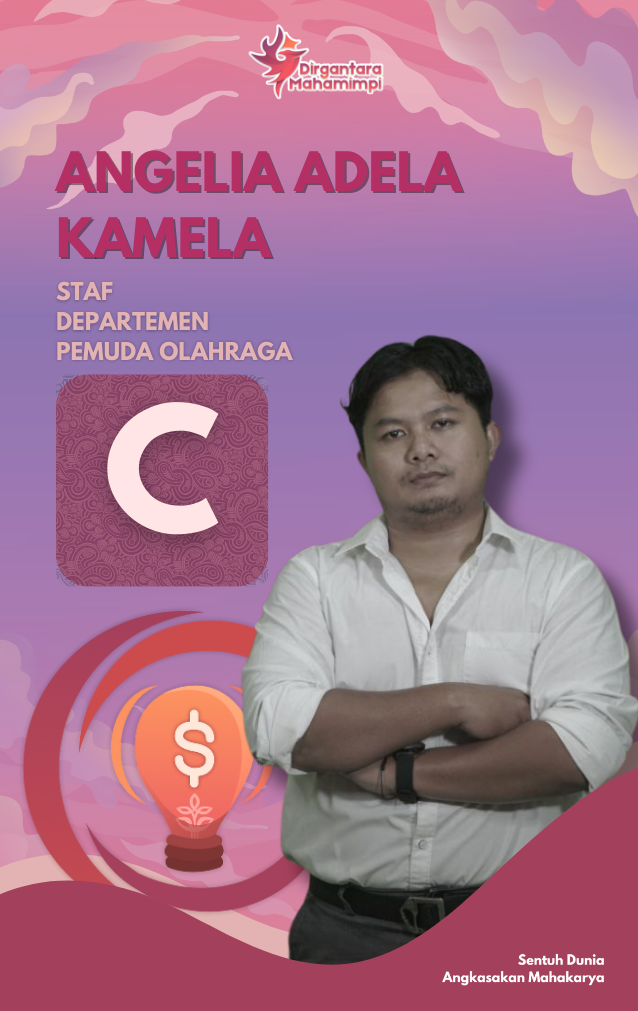 Dirgantara
Mahamimpi
ANGELIA ADELA
KAMELA
STAF
DEPARTEMEN
PEMUDA OLAHRAGA
C
$
Sentuh Dunia
Angkasakan Mahakarya